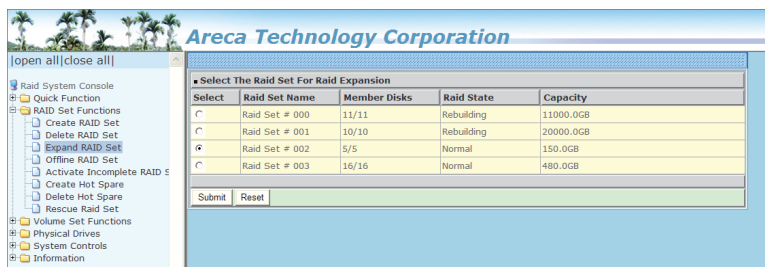 Areca Technology Corporation
|open all|close all|
Raid System Console
Quick Function
RAID Set Functions
Create RAID Set
Delete RAID Set
Expand RAID Set
Offline RAID Set
Activate Incomplete RAID S
Create Hot Spare
Delete Hot Spare
Rescue Raid Set
Volume Set Functions
Physical Drives
System Controls
Information
Select The Raid Set For Raid Expansion
Select Raid Set Name Member Disks Raid State Capacity
Raid Set # 000 11/11 Rebuilding 11000.0GB
Raid Set # 001 10/10 Rebuilding 20000.0GB
Raid Set # 002 5/5 Normal 150.0GB
Raid Set # 003 16/16 Normal 480.0GB
Submit Reset